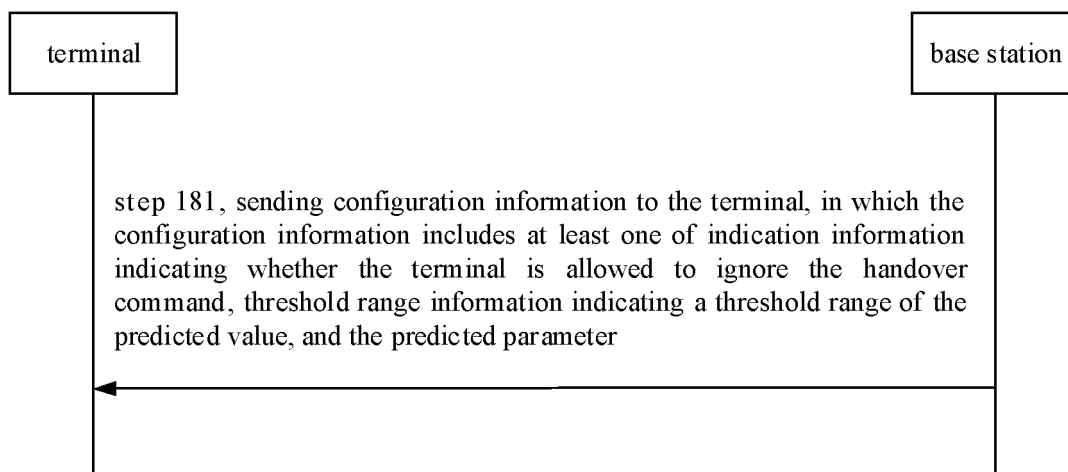 terminal
base station
step 181, sending configuration information to the terminal, in which the
configuration information includes at least one of indication information
indicating whether the terminal is allowed to ignore the handover
command, threshold range information indicating a threshold range of the
predicted value, and the predicted parameter